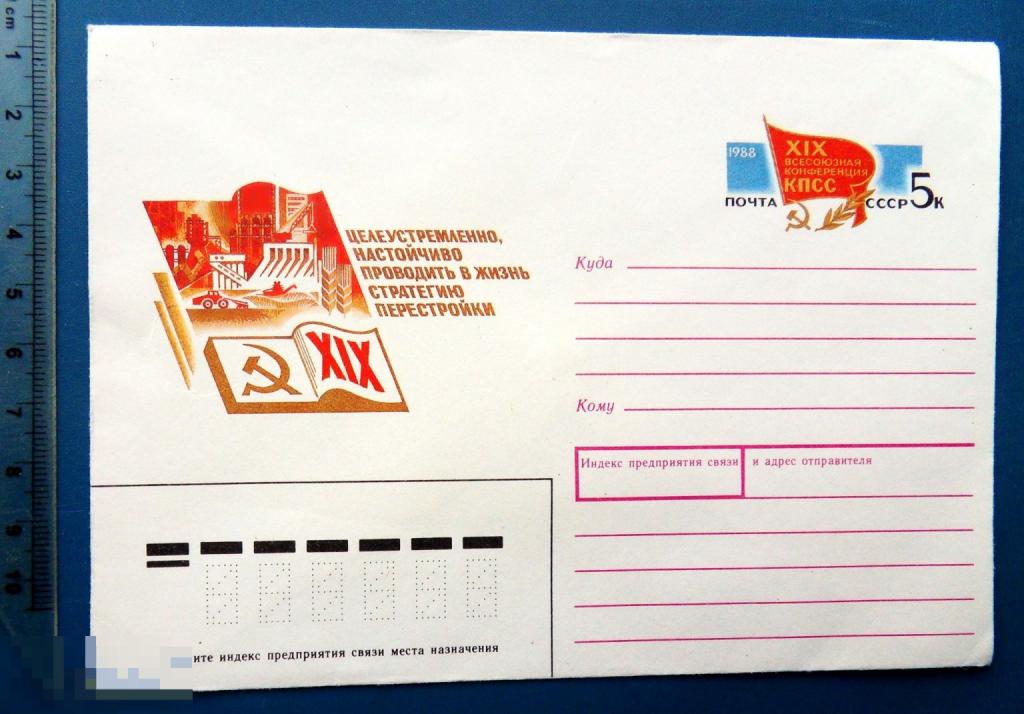 cm
1
2
3
4
5
6
7
8
9
10
1988
XIX
ВСЕСОЮЗНАЯ
КОНФЕРЕНЦИЯ
КПСС
ПОЧТА СССР 5к
ЦЕЛЕУСТРЕМЛЕННО,
НАСТОЙЧИВО
ПРОВОДИТЬ В ЖИЗНЬ
СТРАТЕГИЮ
ПЕРЕСТРОЙКИ
XIX
Куда
Кому
Индекс предприятия связи и адрес отправителя
индекс предприятия связи места назначения